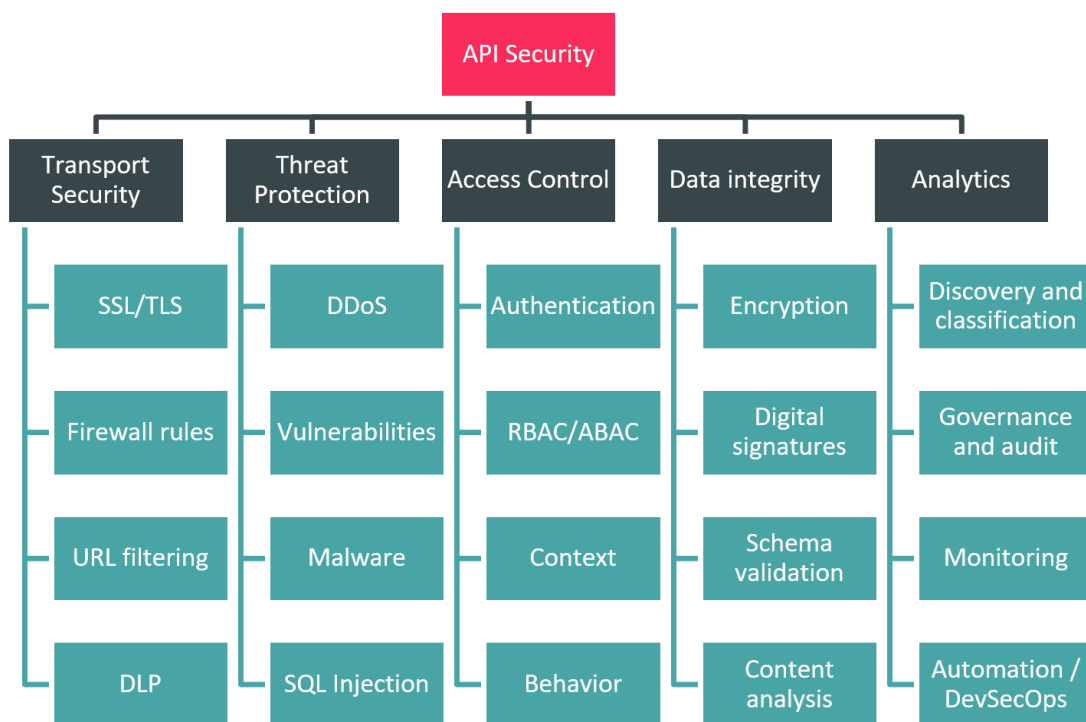 API Security
Transport
Security
Threat
Protection
Access Control
Data integrity
Analytics
SSL/TLS
DDoS
Authentication
Encryption
Discovery and
classification
Firewall rules
Vulnerabilities
RBAC/ABAC
Digital
signatures
Governance
and audit
URL filtering
Malware
Context
Schema
validation
Monitoring
DLP
SQL Injection
Behavior
Content
analysis
Automation /
DevSecOps